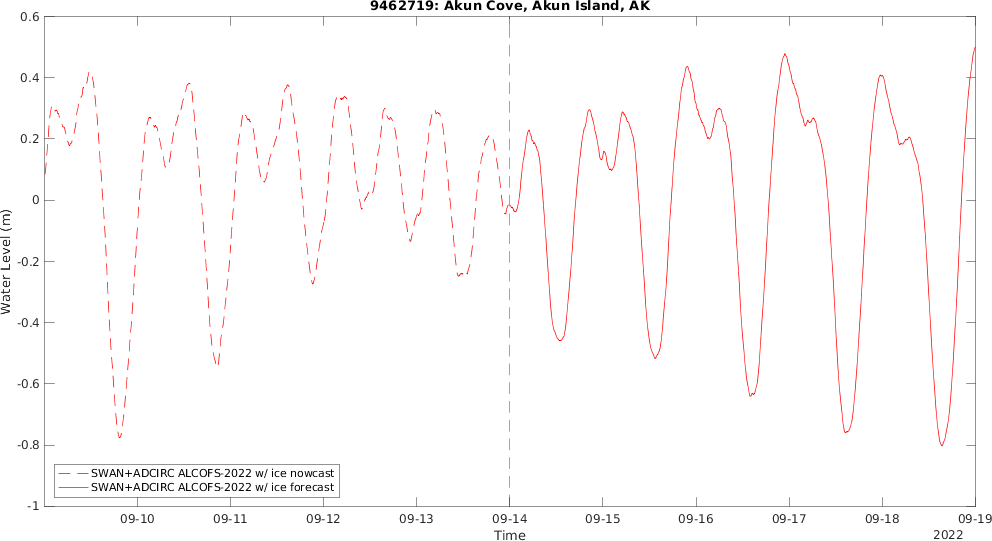 9462719: Akun Cove, Akun Island, AK
0.6
0.4
0.2
0
-0.2
-0.4
-0.6
-0.8
-1
Water Level (m)
SWAN+ADCIRC ALCOFS-2022 w/ ice nowcast
SWAN+ADCIRC ALCOFS-2022 w/ ice forecast
09-10 09-11 09-12 09-13 09-14 09-15 09-16 09-17 09-18 09-19
Time
2022